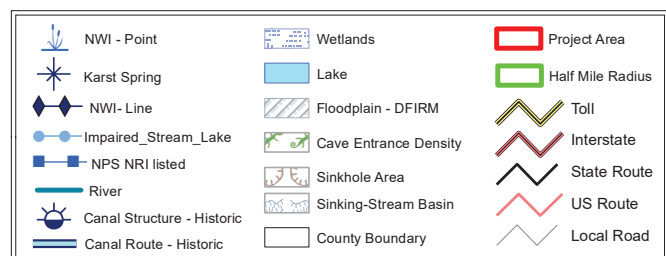 NWI - Point
Karst Spring
NWI- Line
Impaired_Stream_Lake
NPS NRI listed
River
Canal Structure - Historic
Canal Route - Historic
Wetlands
Lake
Floodplain - DFIRM
Cave Entrance Density
Sinkhole Area
Sinking-Stream Basin
County Boundary
Project Area
Half Mile Radius
Toll
Interstate
State Route
US Route
Local Road